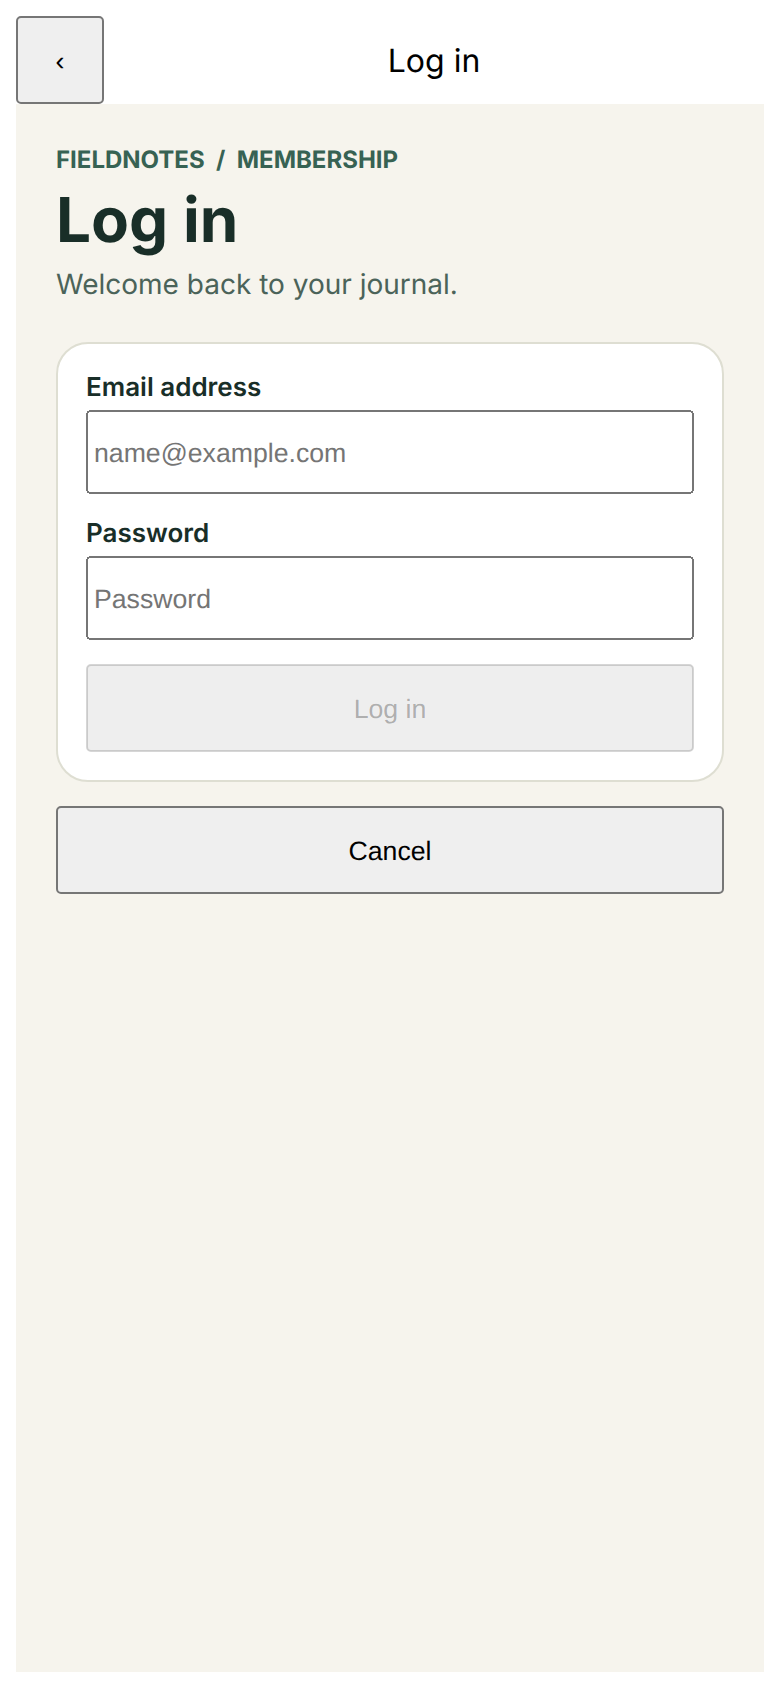 ‹
Log in
FIELDNOTES / MEMBERSHIP
Log in
Welcome back to your journal.
Email address
name@example.com
Password
Password
Log in
Cancel